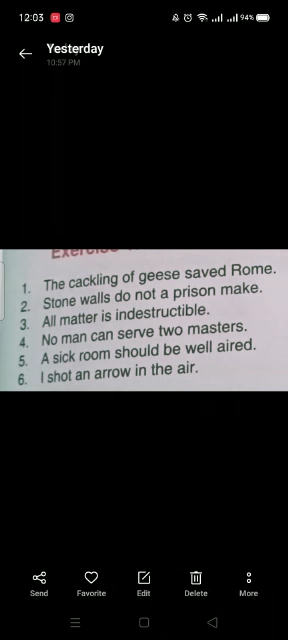 12:03
94%
Yesterday
10:57 PM
Exercise
1. The cackling of geese saved Rome.
2. Stone walls do not a prison make.
3. All matter is indestructible.
4. No man can serve two masters.
5. A sick room should be well aired.
6. I shot an arrow in the air.
Send Favorite Edit Delete More